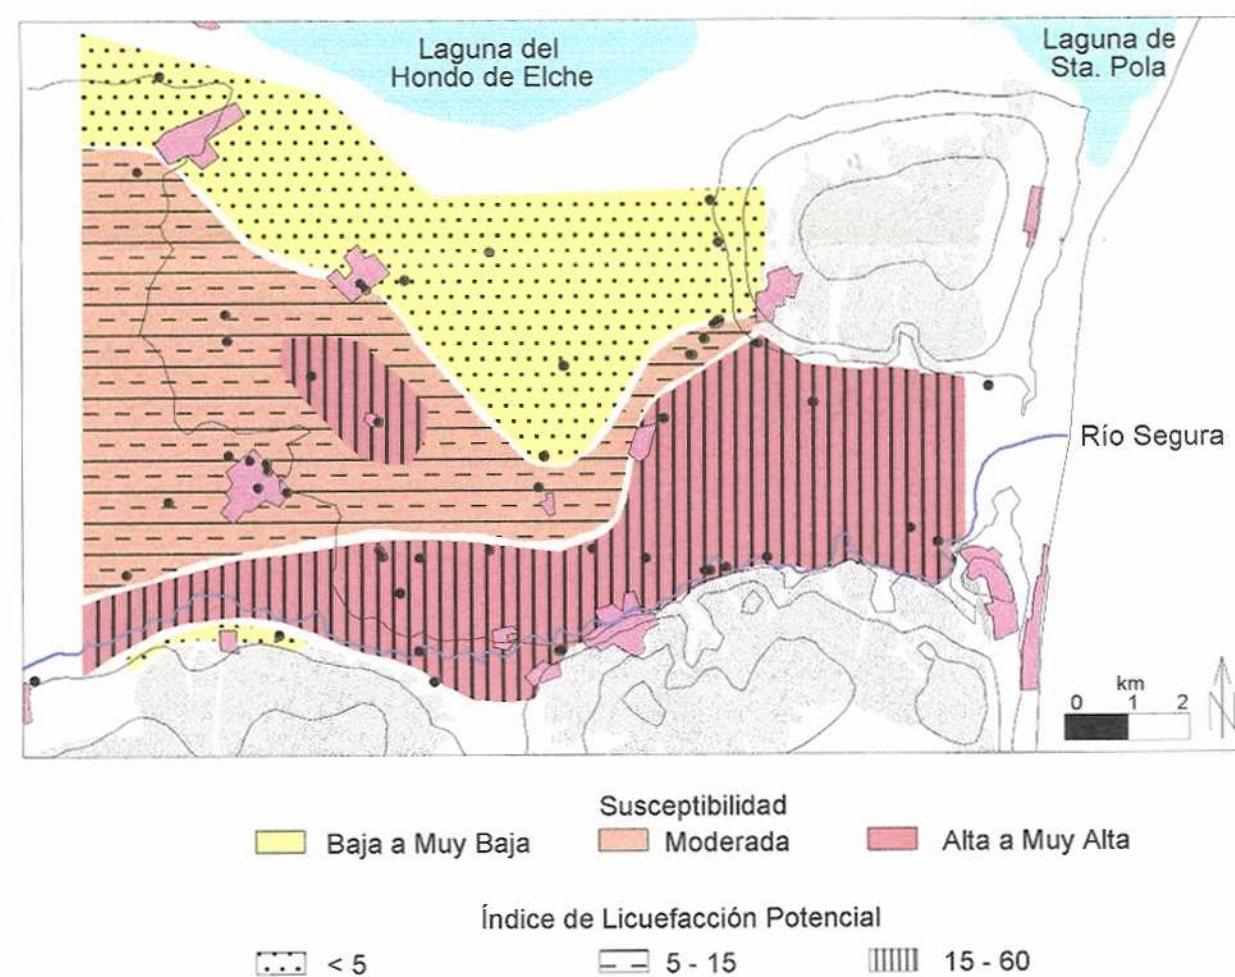 Laguna del
Hondo de Elche
Laguna de
Sta. Pola
Río Segura
km
0 1 2
N
Susceptibilidad
Baja a Muy Baja
Moderada
Alta a Muy Alta
Índice de Licuefacción Potencial
< 5
5 - 15
15 - 60